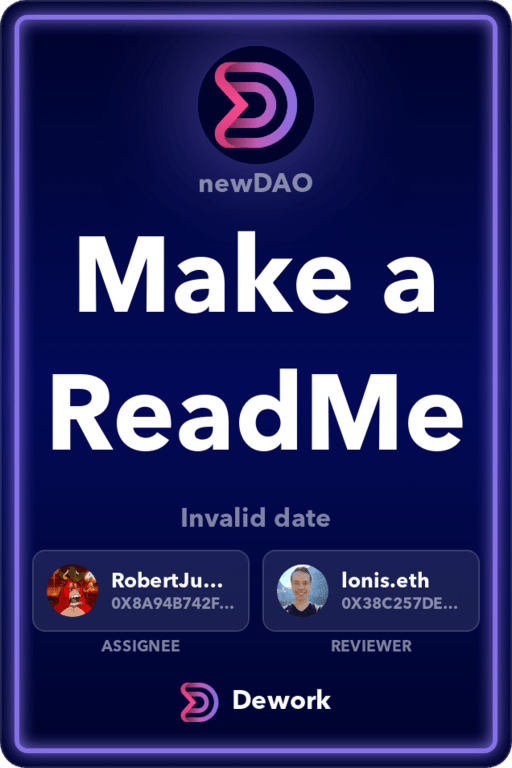 newDAO
Make a
ReadMe
Invalid date
RobertJu...
0X8A94B742F...
lonis.eth
0X38C257DE...
ASSIGNEE
REVIEWER
Dework